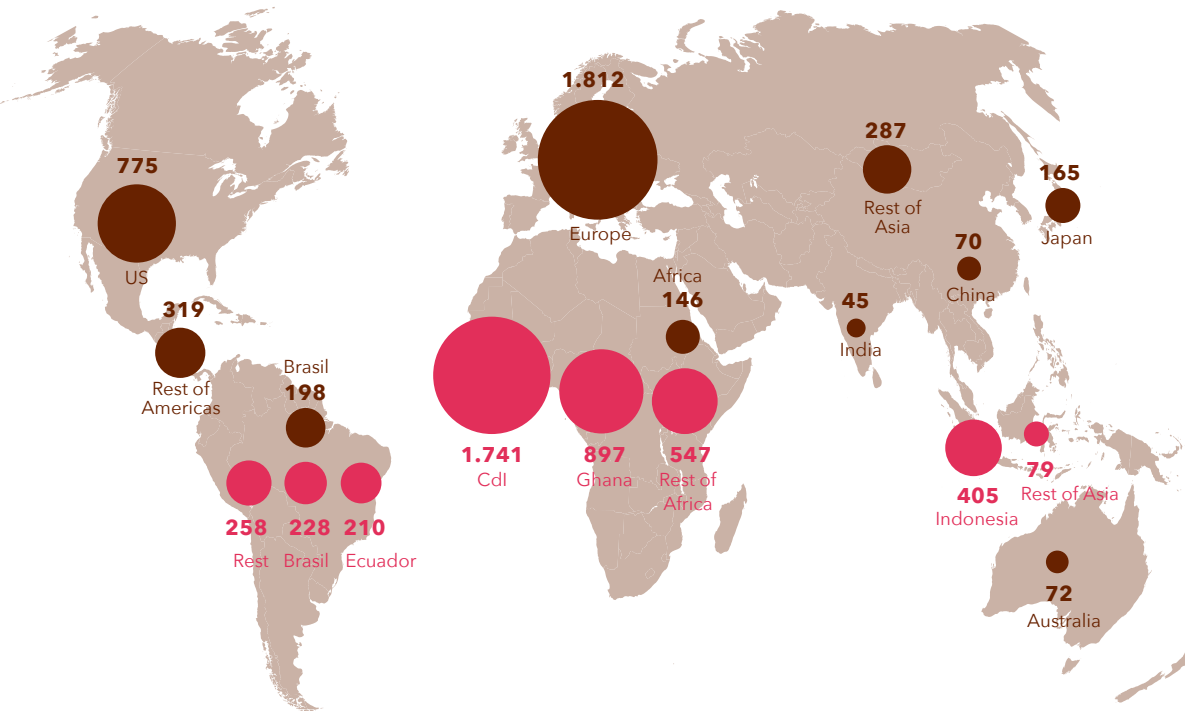 1.812
Europe
775
US
287
Rest of
Asia
165
Japan
70
China
Africa
146
45
India
319
Rest of
Americas
Brasil
198
1.741
CdI
897
Ghana
547
Rest of
Africa
258
Rest
228
Brasil
210
Ecuador
405
Indonesia
79
Rest of Asia
72
Australia